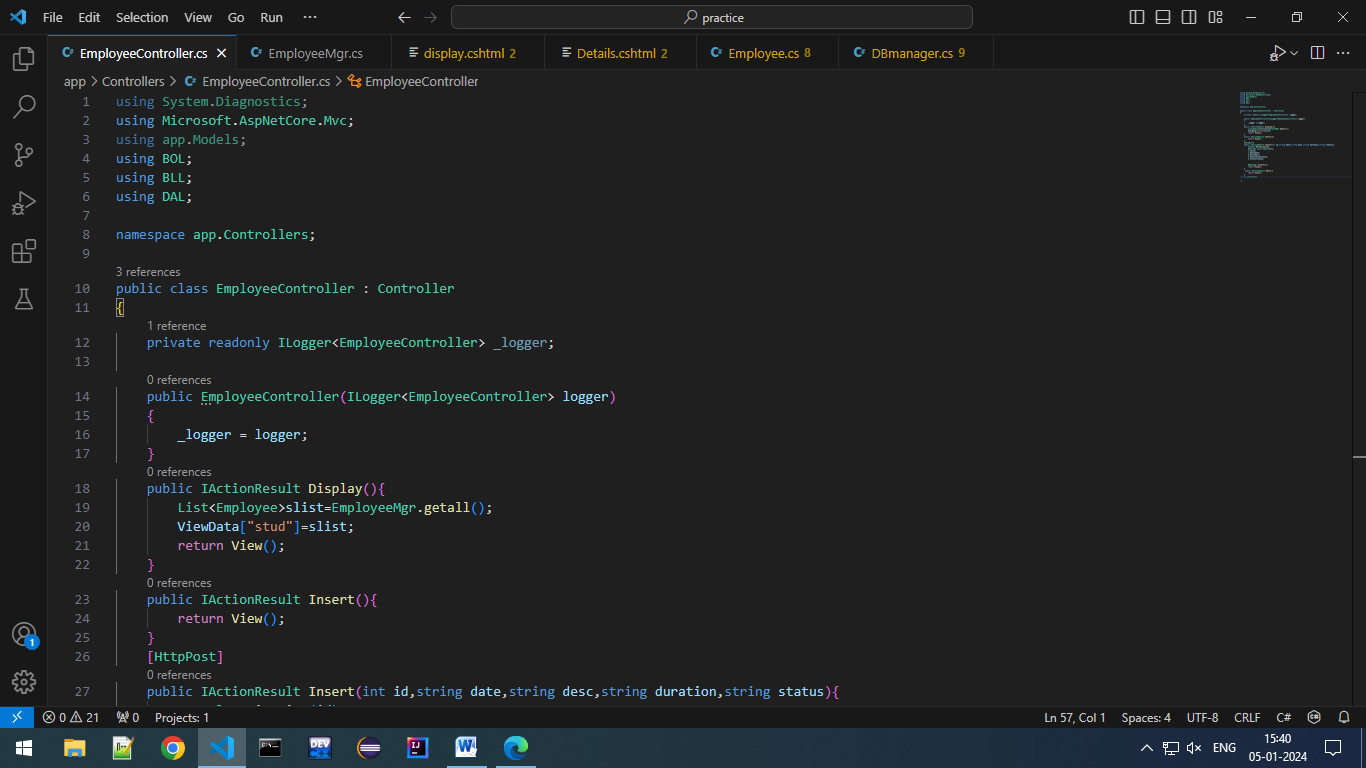 File Edit Selection View Go Run ··· practice
EmployeeController.cs EmployeeMgr.cs display.cshtml 2 Details.cshtml 2 Employee.cs 8 DBmanager.cs 9
app > Controllers > EmployeeController.cs > EmployeeController
1 using System.Diagnostics;
2 using Microsoft.AspNetCore.Mvc;
3 using app.Models;
4 using BOL;
5 using BLL;
6 using DAL;
7
8 namespace app.Controllers;
9
3 references
10 public class EmployeeController : Controller
11 {
1 reference
12 private readonly ILogger<EmployeeController> _logger;
13
0 references
14 public EmployeeController(ILogger<EmployeeController> logger)
15 {
16 _logger = logger;
17 }
0 references
18 public IActionResult Display(){
19 List<Employee>slist=EmployeeMgr.getall();
20 ViewData["stud"]=slist;
21 return View();
22 }
0 references
23 public IActionResult Insert(){
24 return View();
25 }
26 [HttpPost]
0 references
27 public IActionResult Insert(int id,string date,string desc,string duration,string status){
0 21 0 Projects: 1 Ln 57, Col 1 Spaces: 4 UTF-8 CRLF C#
1
DEV IJ W ENG 15:40
05-01-2024